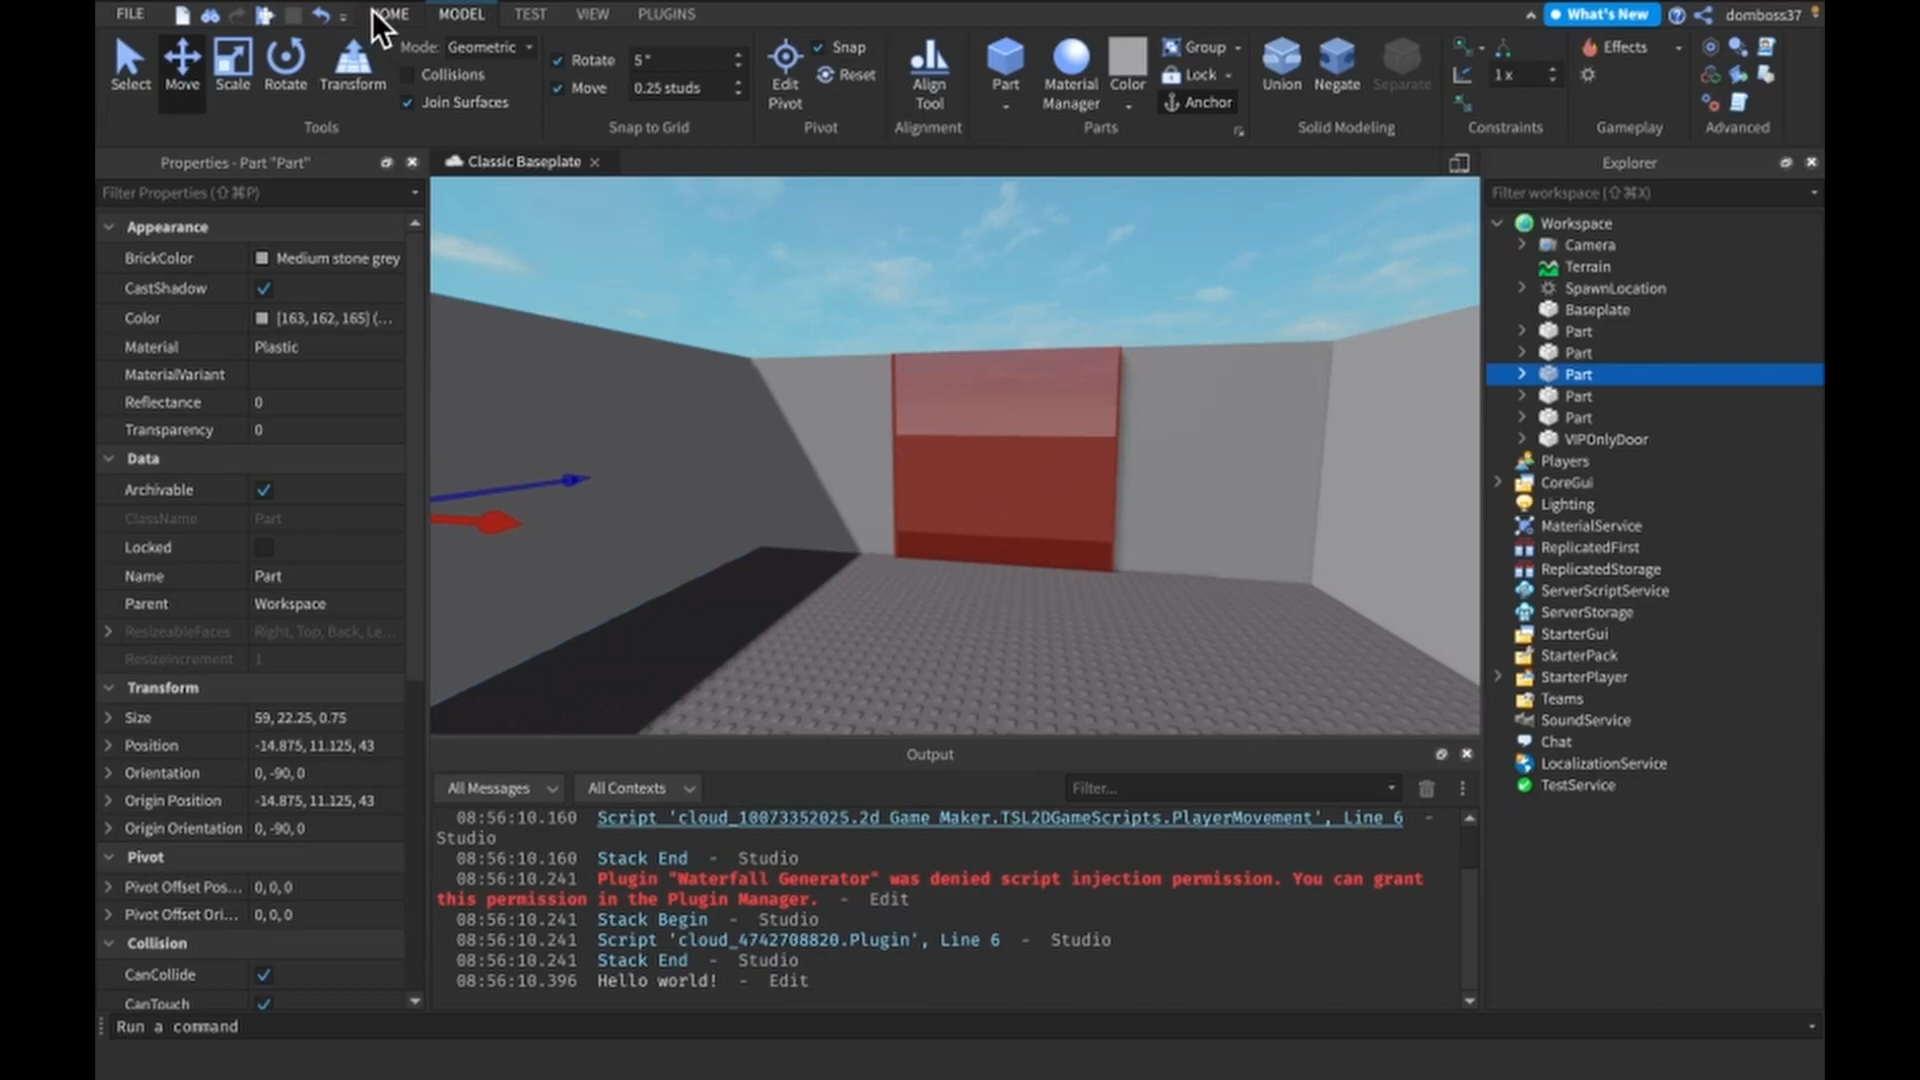 FILE
HOME
MODEL
TEST
VIEW
PLUGINS
What's New
domboss37
Select
Move
Scale
Rotate
Transform
Mode: Geometric
Collisions
Join Surfaces
Tools
Rotate
5 °
Move
0.25 studs
Snap to Grid
Edit
Pivot
Snap
Reset
Pivot
Align
Tool
Alignment
Part
Material
Manager
Color
Group
Lock
Anchor
Parts
Union
Negate
Separate
Solid Modeling
1 x
Constraints
Effects
Gameplay
Advanced
Properties - Part "Part"
Filter Properties (⇧⌘P)
Appearance
BrickColor Medium stone grey
CastShadow
Color [163, 162, 165] (...
Material Plastic
MaterialVariant
Reflectance 0
Transparency 0
Data
Archivable
ClassName Part
Locked
Name Part
Parent Workspace
ResizeableFaces Right, Top, Back, Le...
ResizeIncrement 1
Transform
Size 59, 22.25, 0.75
Position -14.875, 11.125, 43
Orientation 0, -90, 0
Origin Position -14.875, 11.125, 43
Origin Orientation 0, -90, 0
Pivot
Pivot Offset Pos... 0, 0, 0
Pivot Offset Ori... 0, 0, 0
Collision
CanCollide
CanTouch
Classic Baseplate
Output
All Messages
All Contexts
Filter...
08:56:10.160 Script 'cloud_10073352025.2d Game Maker.TSL2DGameScripts.PlayerMovement', Line 6 -
Studio
08:56:10.160 Stack End - Studio
08:56:10.241 Plugin "Waterfall Generator" was denied script injection permission. You can grant
this permission in the Plugin Manager. - Edit
08:56:10.241 Stack Begin - Studio
08:56:10.241 Script 'cloud_4742708820.Plugin', Line 6 - Studio
08:56:10.241 Stack End - Studio
08:56:10.396 Hello world! - Edit
Explorer
Filter workspace (⇧⌘X)
Workspace
Camera
Terrain
SpawnLocation
Baseplate
Part
Part
Part
Part
Part
VIPOnlyDoor
Players
CoreGui
Lighting
MaterialService
ReplicatedFirst
ReplicatedStorage
ServerScriptService
ServerStorage
StarterGui
StarterPack
StarterPlayer
Teams
SoundService
Chat
LocalizationService
TestService
Run a command